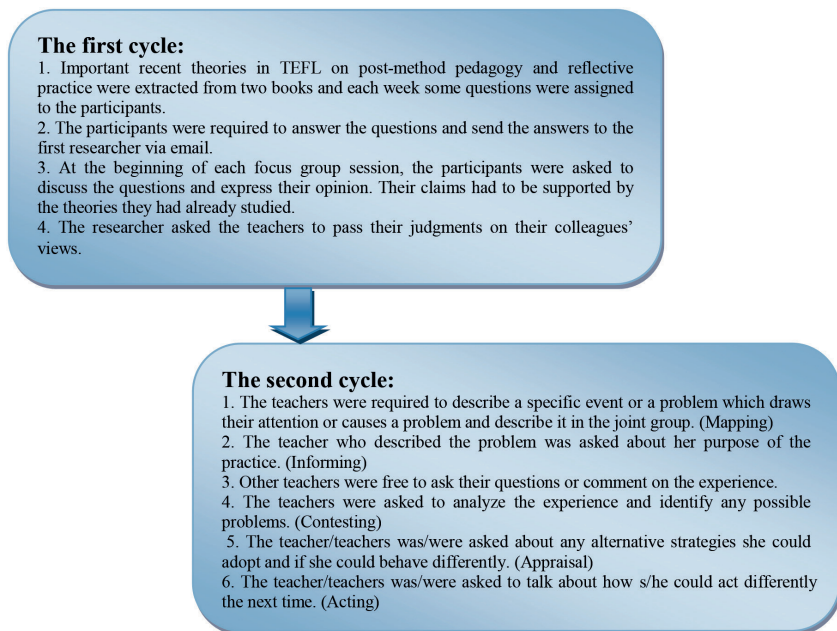 The first cycle:
1. Important recent theories in TEFL on post-method pedagogy and reflective
practice were extracted from two books and each week some questions were assigned
to the participants.
2. The participants were required to answer the questions and send the answers to the
first researcher via email.
3. At the beginning of each focus group session, the participants were asked to
discuss the questions and express their opinion. Their claims had to be supported by
the theories they had already studied.
4. The researcher asked the teachers to pass their judgments on their colleagues’
views.
The second cycle:
1. The teachers were required to describe a specific event or a problem which draws
their attention or causes a problem and describe it in the joint group. (Mapping)
2. The teacher who described the problem was asked about her purpose of the
practice. (Informing)
3. Other teachers were free to ask their questions or comment on the experience.
4. The teachers were asked to analyze the experience and identify any possible
problems. (Contesting)
5. The teacher/teachers was/were asked about any alternative strategies she could
adopt and if she could behave differently. (Appraisal)
6. The teacher/teachers was/were asked to talk about how s/he could act differently
the next time. (Acting)